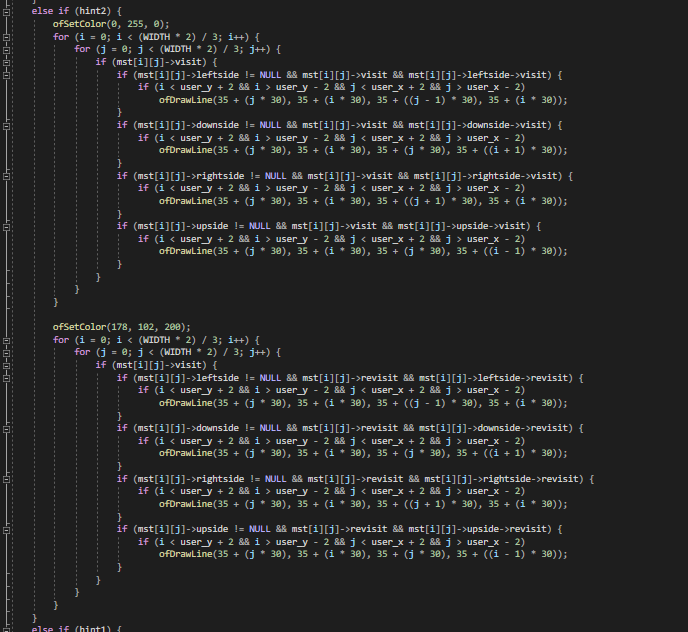 else if (hint2) {
ofSetColor(0, 255, 0);
for (i = 0; i < (WIDTH * 2) / 3; i++) {
for (j = 0; j < (WIDTH * 2) / 3; j++) {
if (mst[i][j]->visit) {
if (mst[i][j]->leftside != NULL && mst[i][j]->visit && mst[i][j]->leftside->visit) {
if (i < user_y + 2 && i > user_y - 2 && j < user_x + 2 && j > user_x - 2)
ofDrawLine(35 + (j * 30), 35 + (i * 30), 35 + ((j - 1) * 30), 35 + (i * 30));
}
if (mst[i][j]->downside != NULL && mst[i][j]->visit && mst[i][j]->downside->visit) {
if (i < user_y + 2 && i > user_y - 2 && j < user_x + 2 && j > user_x - 2)
ofDrawLine(35 + (j * 30), 35 + (i * 30), 35 + (j * 30), 35 + ((i + 1) * 30));
}
if (mst[i][j]->rightside != NULL && mst[i][j]->visit && mst[i][j]->rightside->visit) {
if (i < user_y + 2 && i > user_y - 2 && j < user_x + 2 && j > user_x - 2)
ofDrawLine(35 + (j * 30), 35 + (i * 30), 35 + ((j + 1) * 30), 35 + (i * 30));
}
if (mst[i][j]->upside != NULL && mst[i][j]->visit && mst[i][j]->upside->visit) {
if (i < user_y + 2 && i > user_y - 2 && j < user_x + 2 && j > user_x - 2)
ofDrawLine(35 + (j * 30), 35 + (i * 30), 35 + (j * 30), 35 + ((i - 1) * 30));
}
}
}
}
ofSetColor(178, 102, 200);
for (i = 0; i < (WIDTH * 2) / 3; i++) {
for (j = 0; j < (WIDTH * 2) / 3; j++) {
if (mst[i][j]->visit) {
if (mst[i][j]->leftside != NULL && mst[i][j]->revisit && mst[i][j]->leftside->revisit) {
if (i < user_y + 2 && i > user_y - 2 && j < user_x + 2 && j > user_x - 2)
ofDrawLine(35 + (j * 30), 35 + (i * 30), 35 + ((j - 1) * 30), 35 + (i * 30));
}
if (mst[i][j]->downside != NULL && mst[i][j]->revisit && mst[i][j]->downside->revisit) {
if (i < user_y + 2 && i > user_y - 2 && j < user_x + 2 && j > user_x - 2)
ofDrawLine(35 + (j * 30), 35 + (i * 30), 35 + (j * 30), 35 + ((i + 1) * 30));
}
if (mst[i][j]->rightside != NULL && mst[i][j]->revisit && mst[i][j]->rightside->revisit) {
if (i < user_y + 2 && i > user_y - 2 && j < user_x + 2 && j > user_x - 2)
ofDrawLine(35 + (j * 30), 35 + (i * 30), 35 + ((j + 1) * 30), 35 + (i * 30));
}
if (mst[i][j]->upside != NULL && mst[i][j]->revisit && mst[i][j]->upside->revisit) {
if (i < user_y + 2 && i > user_y - 2 && j < user_x + 2 && j > user_x - 2)
ofDrawLine(35 + (j * 30), 35 + (i * 30), 35 + (j * 30), 35 + ((i - 1) * 30));
}
}
}
}
}
else if (hint1) {